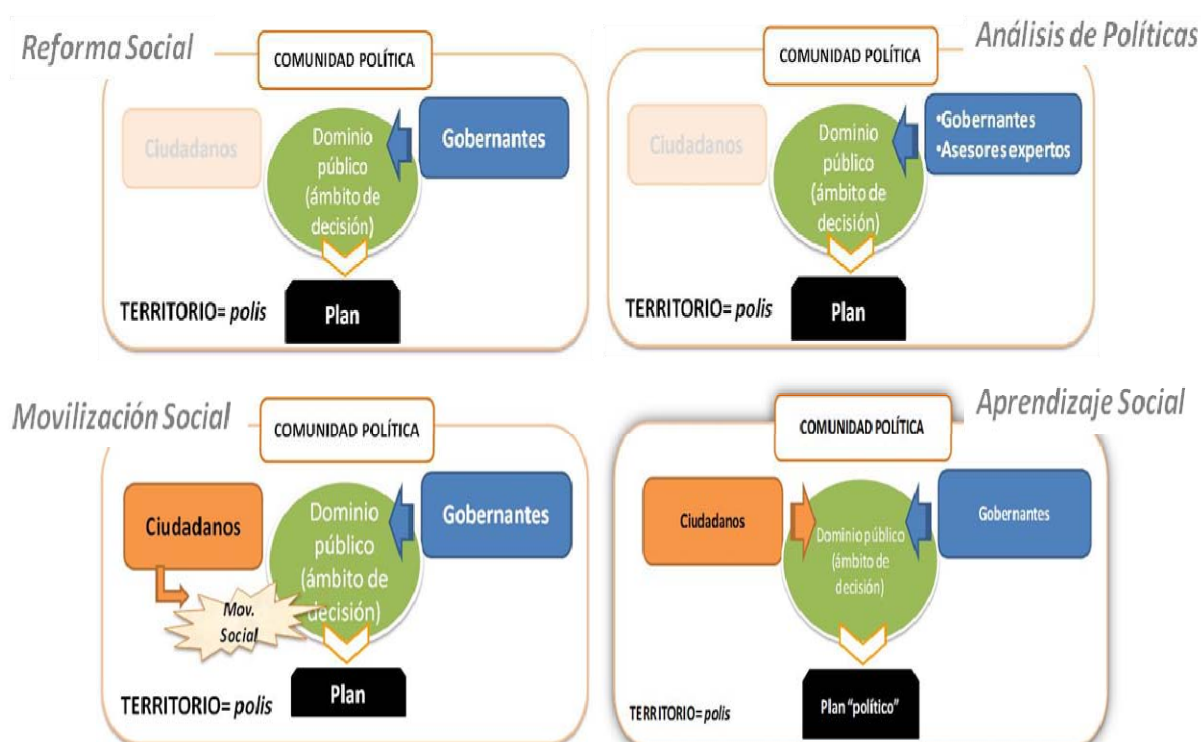 Reforma Social
COMUNIDAD POLÍTICA
Ciudadanos
Dominio
público
(ámbito de
decisión)
Gobernantes
TERRITORIO= polis
Plan
Análisis de Políticas
COMUNIDAD POLÍTICA
Ciudadanos
Dominio
público
(ámbito de
decisión)
•Gobernantes
•Asesores expertos
TERRITORIO= polis
Plan
Movilización Social
COMUNIDAD POLÍTICA
Ciudadanos
Dominio
público
(ámbito de
decisión)
Gobernantes
Mov.
Social
TERRITORIO= polis
Plan
Aprendizaje Social
COMUNIDAD POLÍTICA
Ciudadanos
Dominio público
(ámbito de
decisión)
Gobernantes
TERRITORIO= polis
Plan "político"